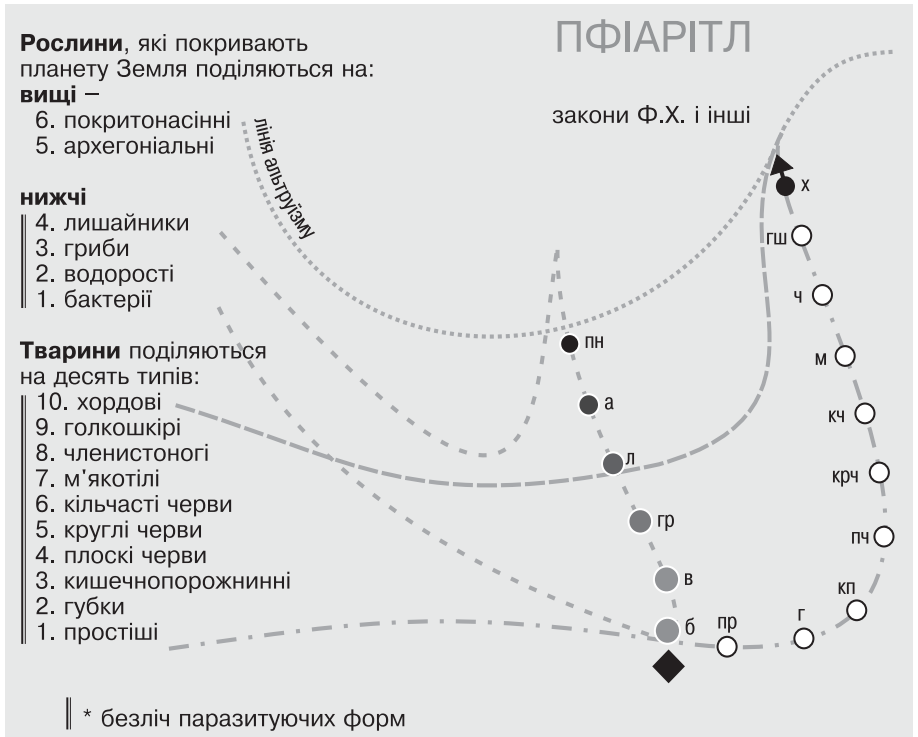 ПФІАРІТЛ
Рослини, які покривають
планету Земля поділяються на:
вищі –
6. покритонасінні
5. архегоніальні
лінія альтруїзму
закони Ф.Х. і інші
нижчі
4. лишайники
3. гриби
2. водорості
1. бактерії
Тварини поділяються
на десять типів:
10. хордові
9. голкошкірі
8. членистоногі
7. м'якотілі
6. кільчасті черви
5. круглі черви
4. плоскі черви
3. кишечнопорожнинні
2. губки
1. простіші
пн
а
л
гр
в
б
х
гш
ч
м
кч
крч
пч
кп
г
пр
* безліч паразитуючих форм